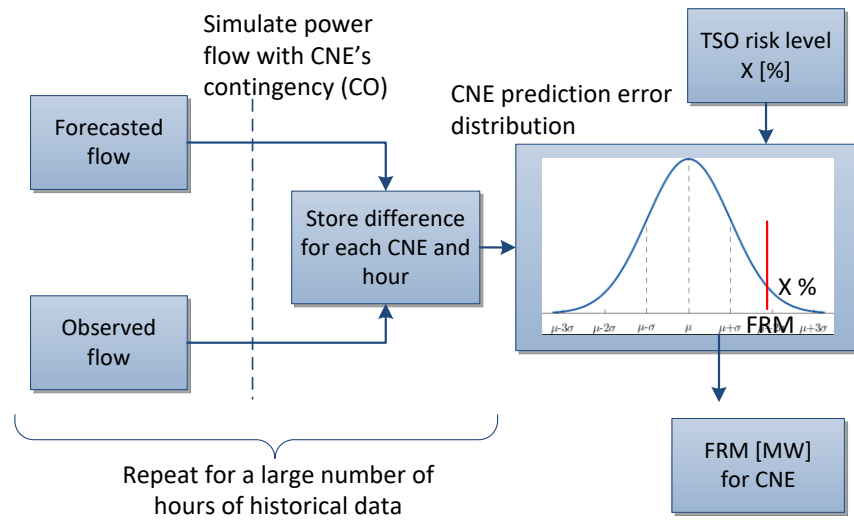 Simulate power
flow with CNE's
contingency (CO)
TSO risk level
X [%]
CNE prediction error
distribution
Forecasted
flow
Store difference
for each CNE and
hour
X %
FRM
μ-3σ μ-2σ μ-σ μ μ+σ μ+3σ
Observed
flow
Repeat for a large number of
hours of historical data
FRM [MW]
for CNE